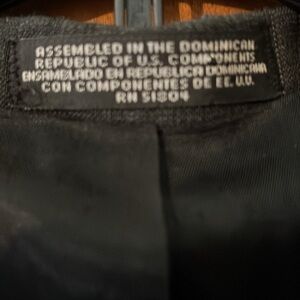 ASSEMBLED IN THE DOMINICAN
REPUBLIC OF U.S. COMPONENTS
ENSAMBLADO EN REPUBLICA DOMINICANA
CON COMPONENTES DE EE.UU.
RN 51804